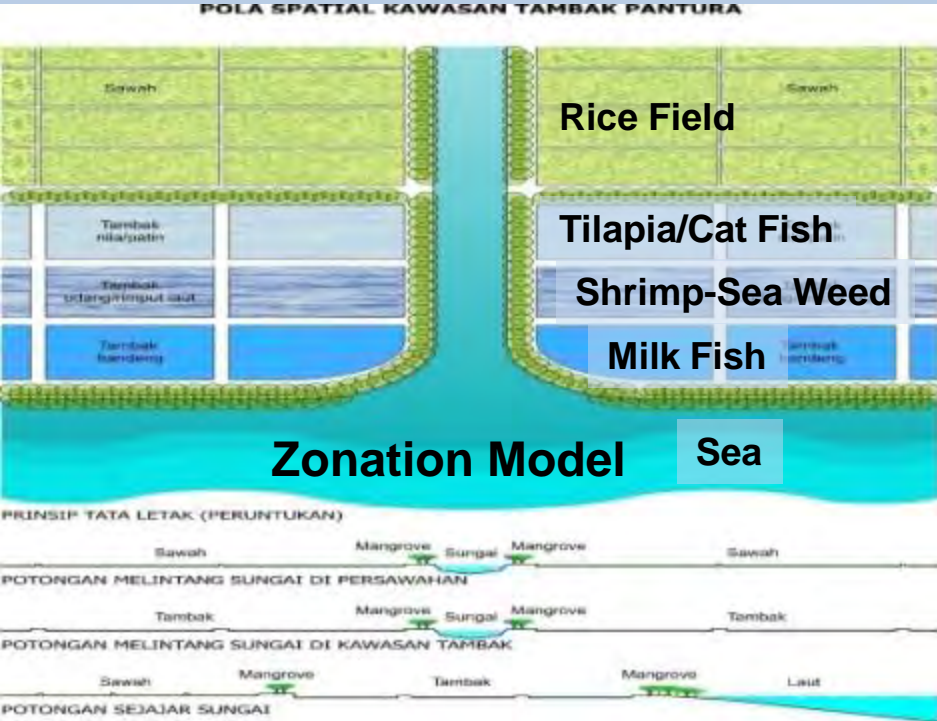 POLA SPATIAL KAWASAN TAMBAK PANTURA
Sawah
Sawah
Rice Field
Tambak
nila/patin
Tilapia/Cat Fish
Tambak
udang/rimput laut
Shrimp-Sea Weed
Tambak
bandeng
Milk Fish
bandeng
Zonation Model
Sea
PRINSIP TATA LETAK (PERUNTUKAN)
Sawah Mangrove Sungai Mangrove Sawah
POTONGAN MELINTANG SUNGAI DI PERSAWAHAN
Tambak Mangrove Sungai Mangrove Tambak
POTONGAN MELINTANG SUNGAI DI KAWASAN TAMBAK
Sawah Mangrove Tambak Mangrove Laut
POTONGAN SEJAJAR SUNGAI